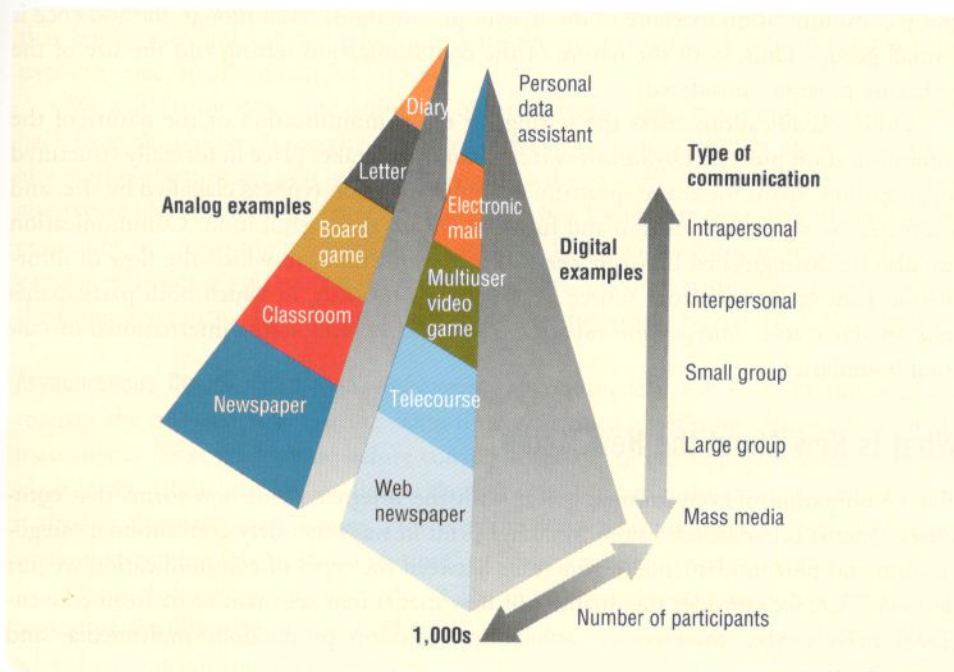 Diary
Letter
Analog examples
Board
game
Classroom
Newspaper
Personal
data
assistant
Electronic
mail
Digital
examples
Multiuser
video
game
Telecourse
Web
newspaper
Type of
communication
Intrapersonal
Interpersonal
Small group
Large group
Mass media
Number of participants
1,000s